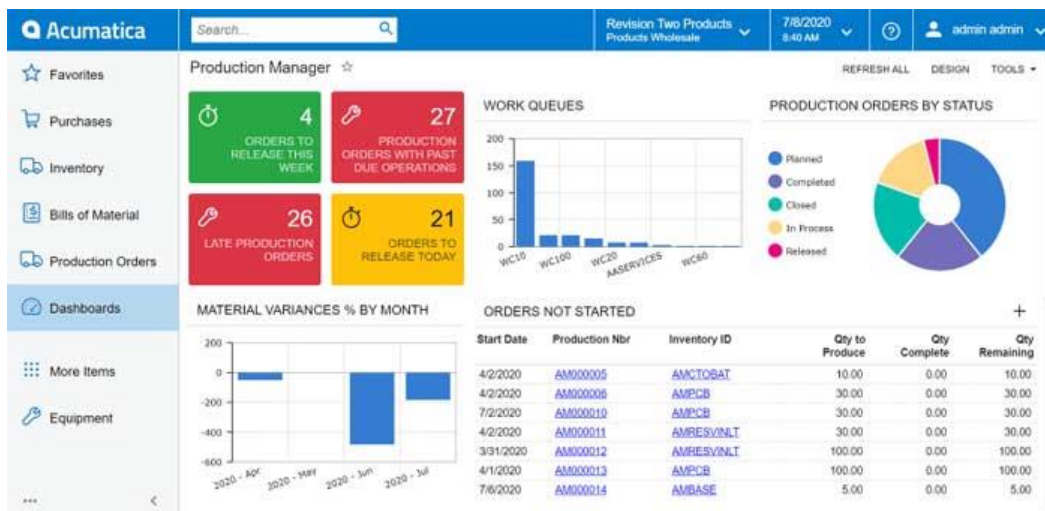 Acumatica
Search...
Revision Two Products
Products Wholesale
7/8/2020
8:40 AM
admin admin
Favorites
Purchases
Inventory
Bills of Material
Production Orders
Dashboards
More Items
Equipment
Production Manager
REFRESH ALL DESIGN TOOLS
4
ORDERS TO
RELEASE THIS
WEEK
27
PRODUCTION
ORDERS WITH PAST
DUE OPERATIONS
26
LATE PRODUCTION
ORDERS
21
ORDERS TO
RELEASE TODAY
WORK QUEUES
200
150
100
50
0
WC10 WC100 WC20 AASERVICES WC60
PRODUCTION ORDERS BY STATUS
Planned
Completed
Closed
In Process
Released
MATERIAL VARIANCES % BY MONTH
200
0
-200
-400
-600
2020 - Apr 2020 - May 2020 - Jun 2020 - Jul
ORDERS NOT STARTED
Start Date Production Nbr Inventory ID Qty to Produce Qty Complete Qty Remaining
4/2/2020 AM000005 AMCTOBAT 10.00 0.00 10.00
4/2/2020 AM000006 AMPCB 30.00 0.00 30.00
7/2/2020 AM000010 AMPCB 30.00 0.00 30.00
4/2/2020 AM000011 AMRESVINLT 30.00 0.00 30.00
3/31/2020 AM000012 AMRESVINLT 100.00 0.00 100.00
4/1/2020 AM000013 AMPCB 100.00 0.00 100.00
7/6/2020 AM000014 AMBASE 5.00 0.00 5.00